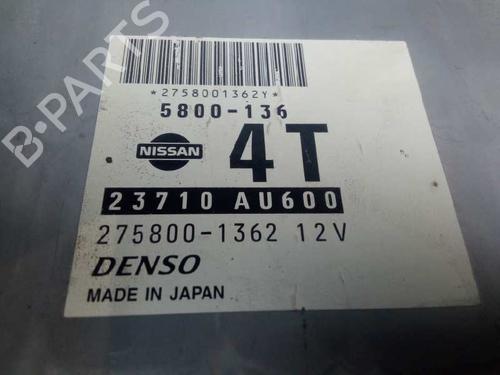 *2758001362Y*
5800-136
NISSAN 4T
23710 AU600
275800-1362 12V
DENSO
MADE IN JAPAN
B-PARTS